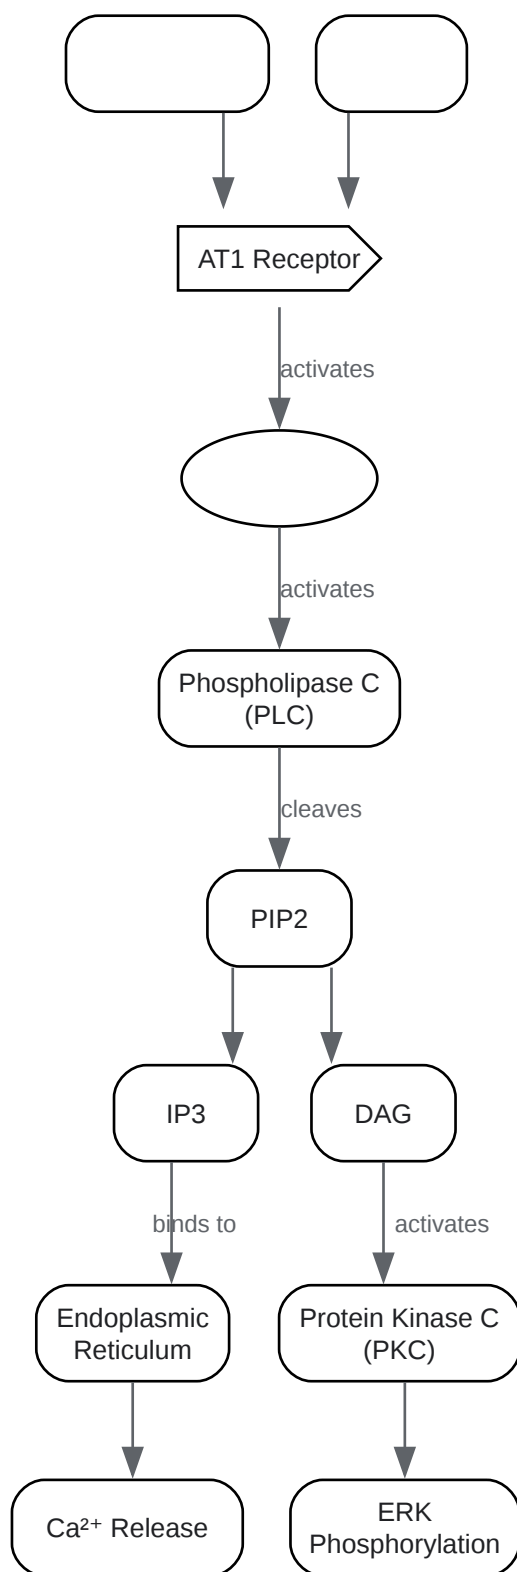 AT1 Receptor
activates
activates
Phospholipase C
(PLC)
cleaves
PIP2
IP3
DAG
binds to
activates
Endoplasmic
Reticulum
Protein Kinase C
(PKC)
Ca²⁺ Release
ERK
Phosphorylation